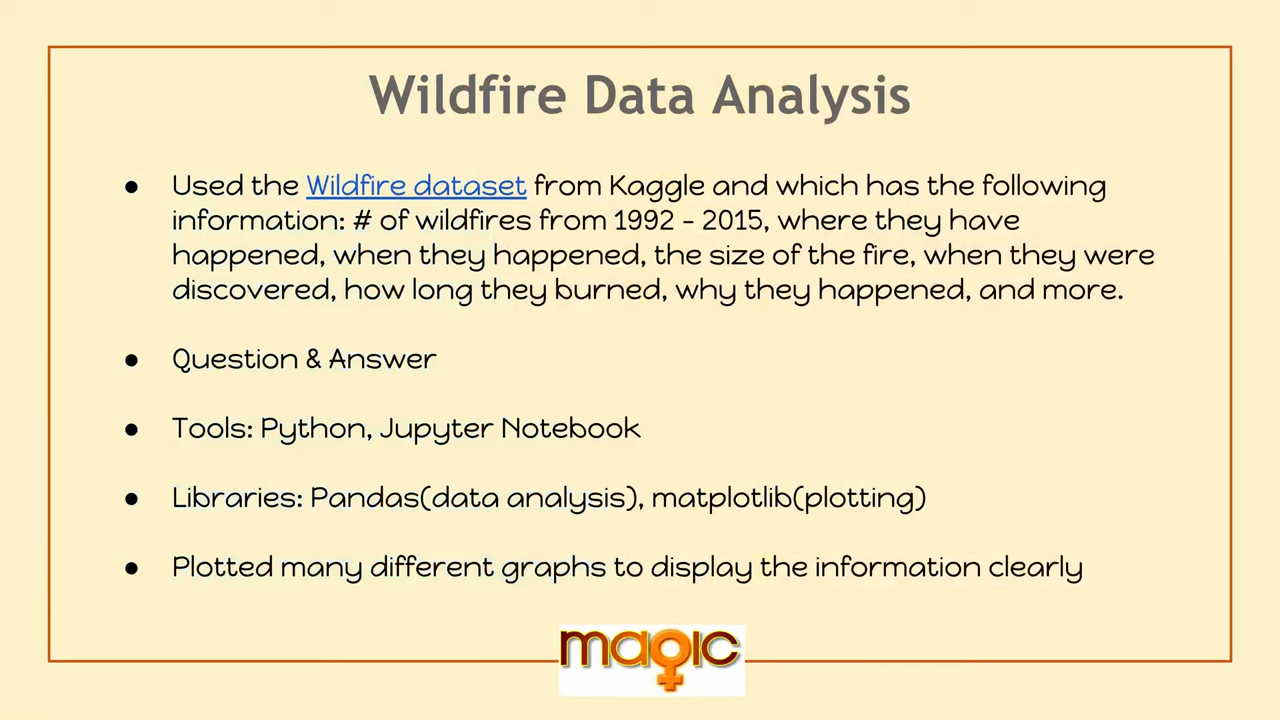 Wildfire Data Analysis
● Used the Wildfire dataset from Kaggle and which has the following
information: # of wildfires from 1992 - 2015, where they have
happened, when they happened, the size of the fire, when they were
discovered, how long they burned, why they happened, and more.
● Question & Answer
● Tools: Python, Jupyter Notebook
● Libraries: Pandas(data analysis), matplotlib(plotting)
● Plotted many different graphs to display the information clearly
magic